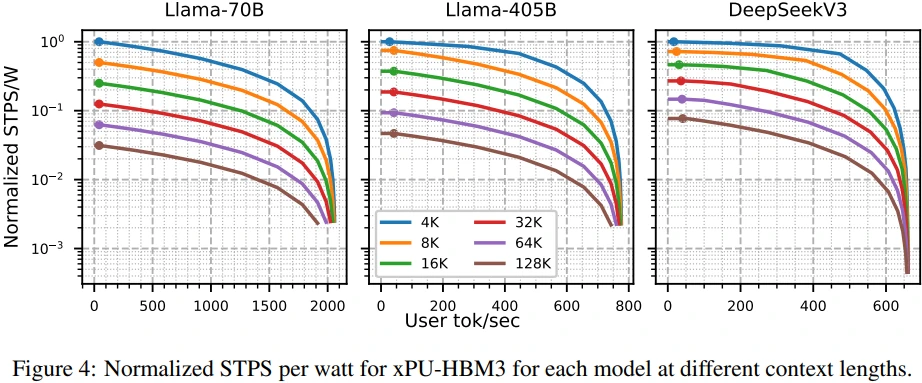 Llama-70B
Llama-405B
DeepSeekV3
Normalized STPS/W
10⁰
10⁻¹
10⁻²
10⁻³
0 500 1000 1500 2000
0 200 400 600 800
0 200 400 600
4K 32K
8K 64K
16K 128K
User tok/sec
Figure 4: Normalized STPS per watt for xPU-HBM3 for each model at different context lengths.